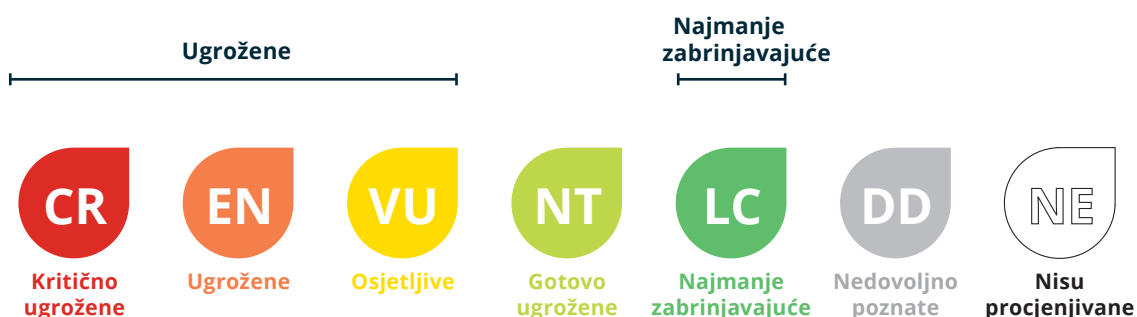 Ugrožene
Najmanje
zabrinjavajuće
CR
EN
VU
NT
LC
DD
NE
Kritično
ugrožene
Ugrožene
Osjetljive
Gotovo
ugrožene
Najmanje
zabrinjavajuće
Nedovoljno
poznate
Nisu
procjenjivane